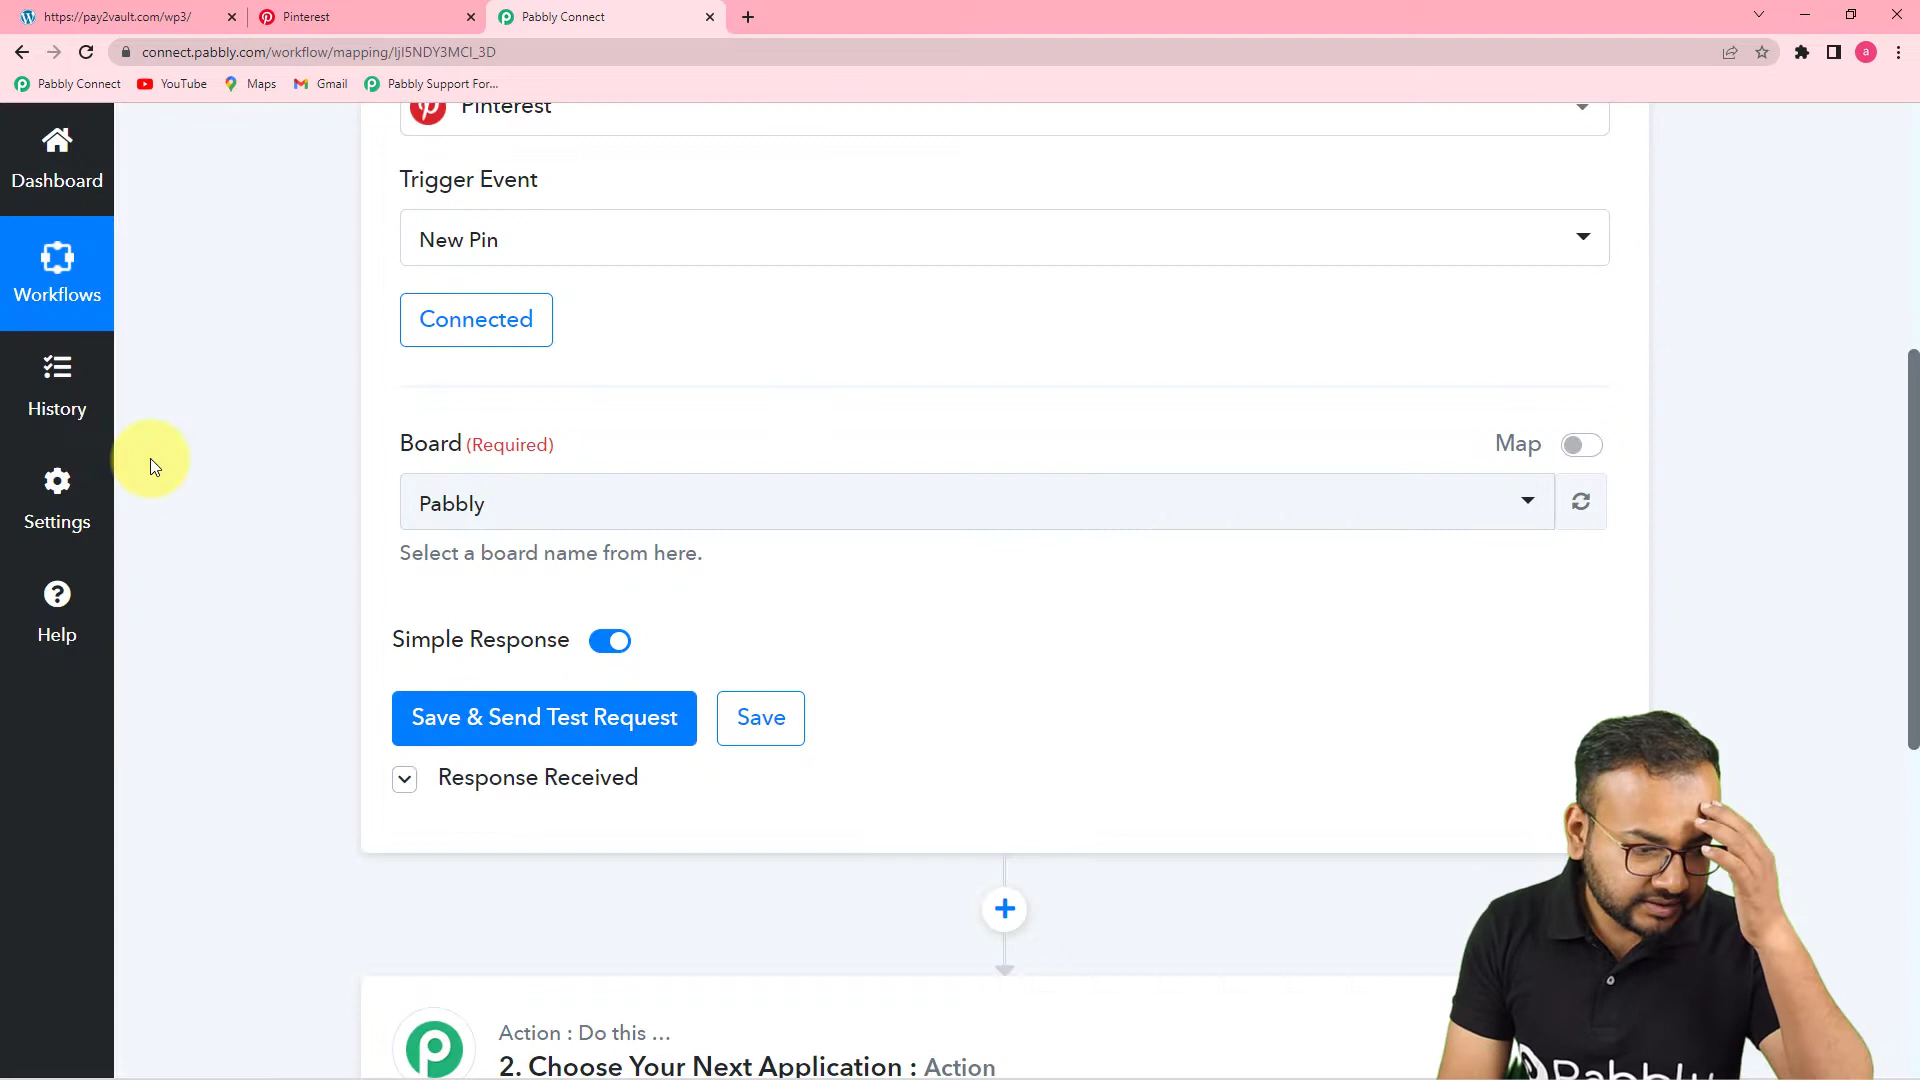 https://pay2vault.com/wp3/
Pinterest
Pabbly Connect
connect.pabbly.com/workflow/mapping/IjI5NDY3MCI_3D
a
Pabbly Connect
YouTube
Maps
Gmail
Pabbly Support For...
Dashboard
Workflows
History
Settings
Help
Pinterest
Trigger Event
New Pin
Connected
Board (Required)
Map
Pabbly
Select a board name from here.
Simple Response
Save & Send Test Request
Save
Response Received
Action : Do this ...
2. Choose Your Next Application : Action
Pabbly